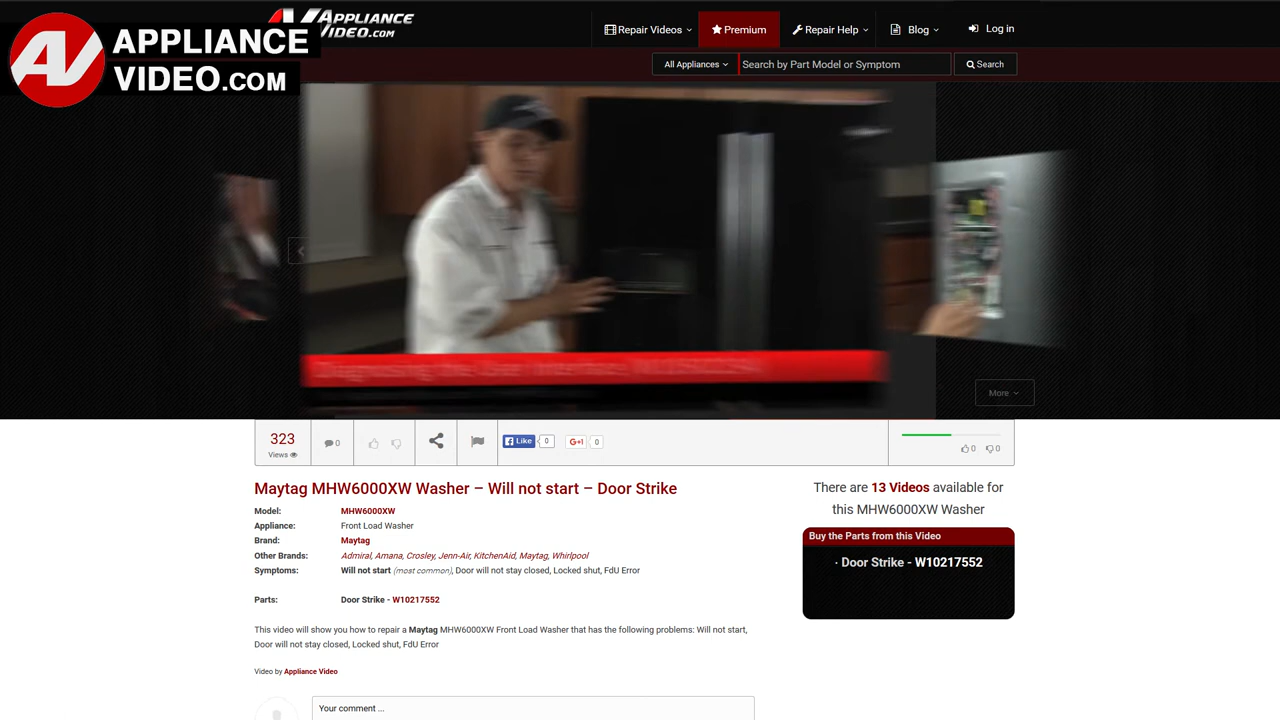 APPLIANCE
VIDEO.COM
APPLIANCE
VIDEO.COM
Repair Videos
Premium
Repair Help
Blog
Log in
All Appliances
Search by Part Model or Symptom
Search
Diagnosing the User Interface
More
323
Views
0
Like
0
G+1
0
0
0
Maytag MHW6000XW Washer – Will not start – Door Strike
Model: MHW6000XW
Appliance: Front Load Washer
Brand: Maytag
Other Brands: Admiral, Amana, Crosley, Jenn-Air, KitchenAid, Maytag, Whirlpool
Symptoms: Will not start (most common), Door will not stay closed, Locked shut, FdU Error
Parts: Door Strike - W10217552
This video will show you how to repair a Maytag MHW6000XW Front Load Washer that has the following problems: Will not start,
Door will not stay closed, Locked shut, FdU Error
Video by Appliance Video
Your comment ...
There are 13 Videos available for
this MHW6000XW Washer
Buy the Parts from this Video
· Door Strike - W10217552